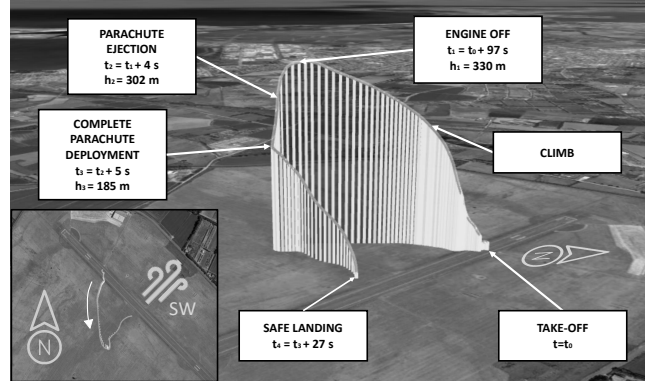 PARACHUTE
EJECTION
t₂ = t₁ + 4 s
h₂ = 302 m
ENGINE OFF
t₁ = t₀ + 97 s
h₁ = 330 m
COMPLETE
PARACHUTE
DEPLOYMENT
t₃ = t₂ + 5 s
h₃ = 185 m
CLIMB
N
SW
N
SAFE LANDING
t₄ = t₃ + 27 s
TAKE-OFF
t=t₀